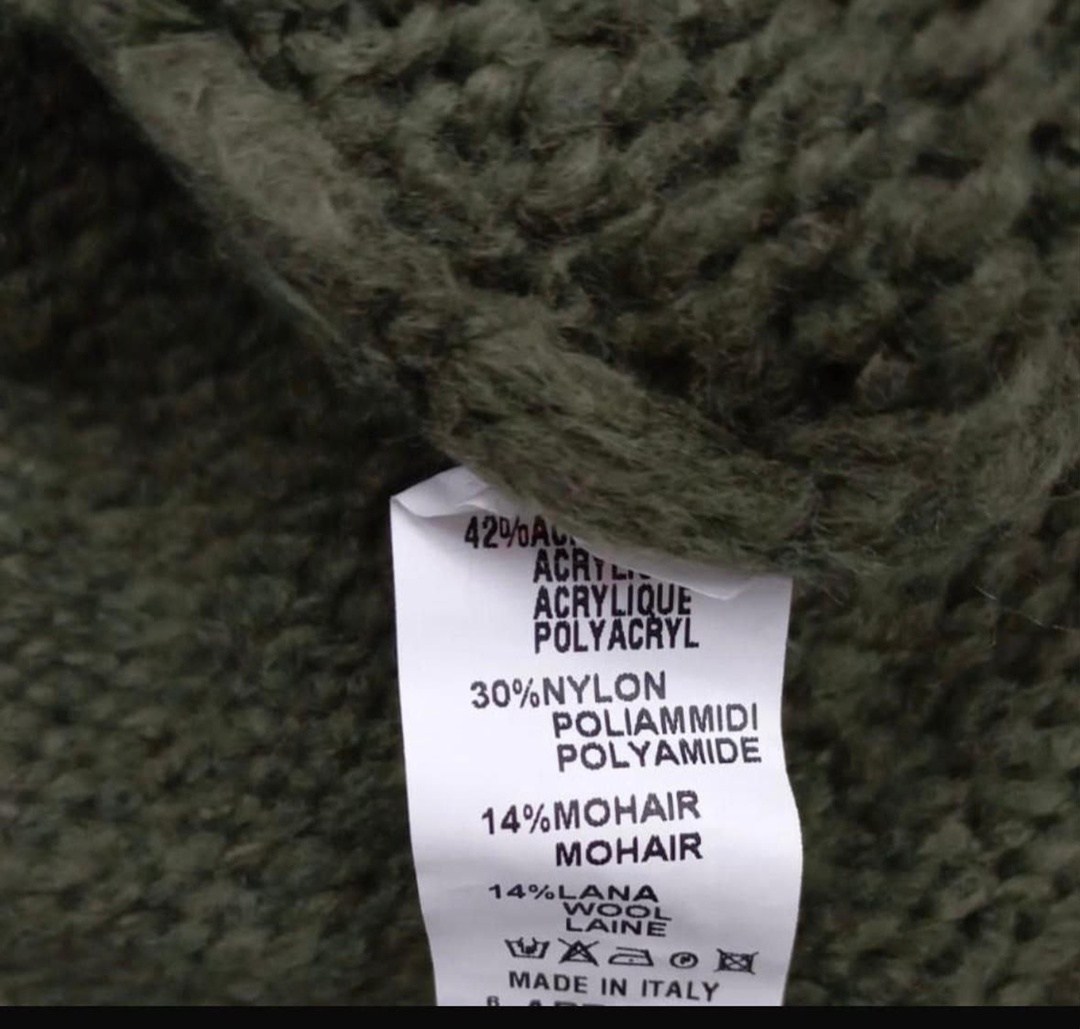 42%
ACRYLIQUE
POLYACRYL
30%NYLON
POLIAMMIDI
POLYAMIDE
14%MOHAIR
MOHAIR
14%LANA
WOOL
LAINE
MADE IN ITALY